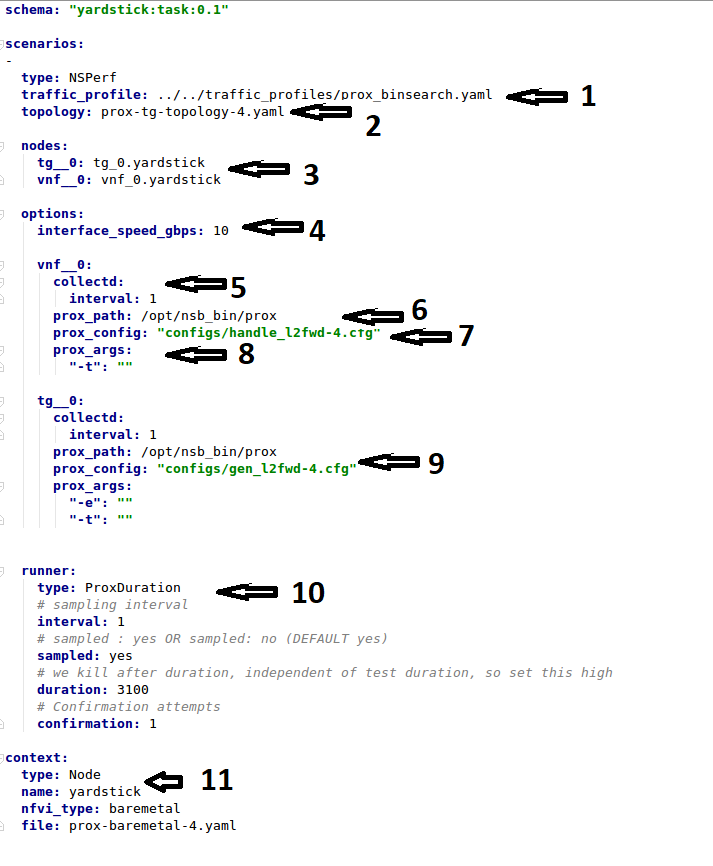 schema: "yardstick:task:0.1"
scenarios:
-
type: NSPerf
traffic_profile: ../../traffic_profiles/prox_binsearch.yaml 1
topology: prox-tg-topology-4.yaml 2
nodes:
tg__0: tg_0.yardstick 3
vnf__0: vnf_0.yardstick
options:
interface_speed_gbps: 10 4
vnf__0:
collectd: 5
interval: 1
prox_path: /opt/nsb_bin/prox 6
prox_config: "configs/handle_l2fwd-4.cfg" 7
prox_args: 8
"-t": ""
tg__0:
collectd:
interval: 1
prox_path: /opt/nsb_bin/prox
prox_config: "configs/gen_l2fwd-4.cfg" 9
prox_args:
"-e": ""
"-t": ""
runner:
type: ProxDuration 10
# sampling interval
interval: 1
# sampled : yes OR sampled: no (DEFAULT yes)
sampled: yes
# we kill after duration, independent of test duration, so set this high
duration: 3100
# Confirmation attempts
confirmation: 1
context:
type: Node 11
name: yardstick
nfvi_type: baremetal
file: prox-baremetal-4.yaml